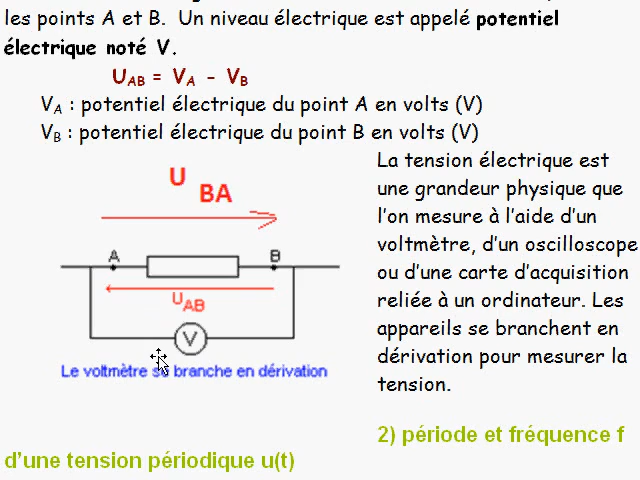 les points A et B. Un niveau électrique est appelé potentiel
électrique noté V.
UAB = VA - VB
VA : potentiel électrique du point A en volts (V)
VB : potentiel électrique du point B en volts (V)
U BA
A B
UAB
V
Le voltmètre se branche en dérivation
La tension électrique est
une grandeur physique que
l'on mesure à l'aide d'un
voltmètre, d'un oscilloscope
ou d'une carte d'acquisition
reliée à un ordinateur. Les
appareils se branchent en
dérivation pour mesurer la
tension.
2) période et fréquence f
d'une tension périodique u(t)